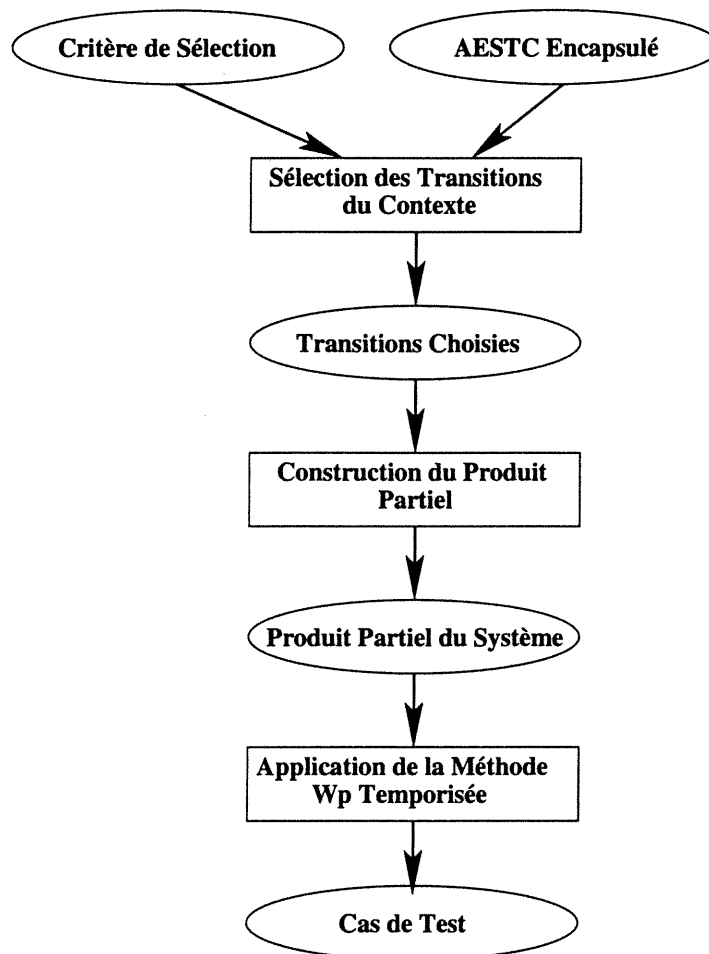 Critère de Sélection
AESTC Encapsulé
Sélection des Transitions
du Contexte
Transitions Choisies
Construction du Produit
Partiel
Produit Partiel du Système
Application de la Méthode
Wp Temporisée
Cas de Test